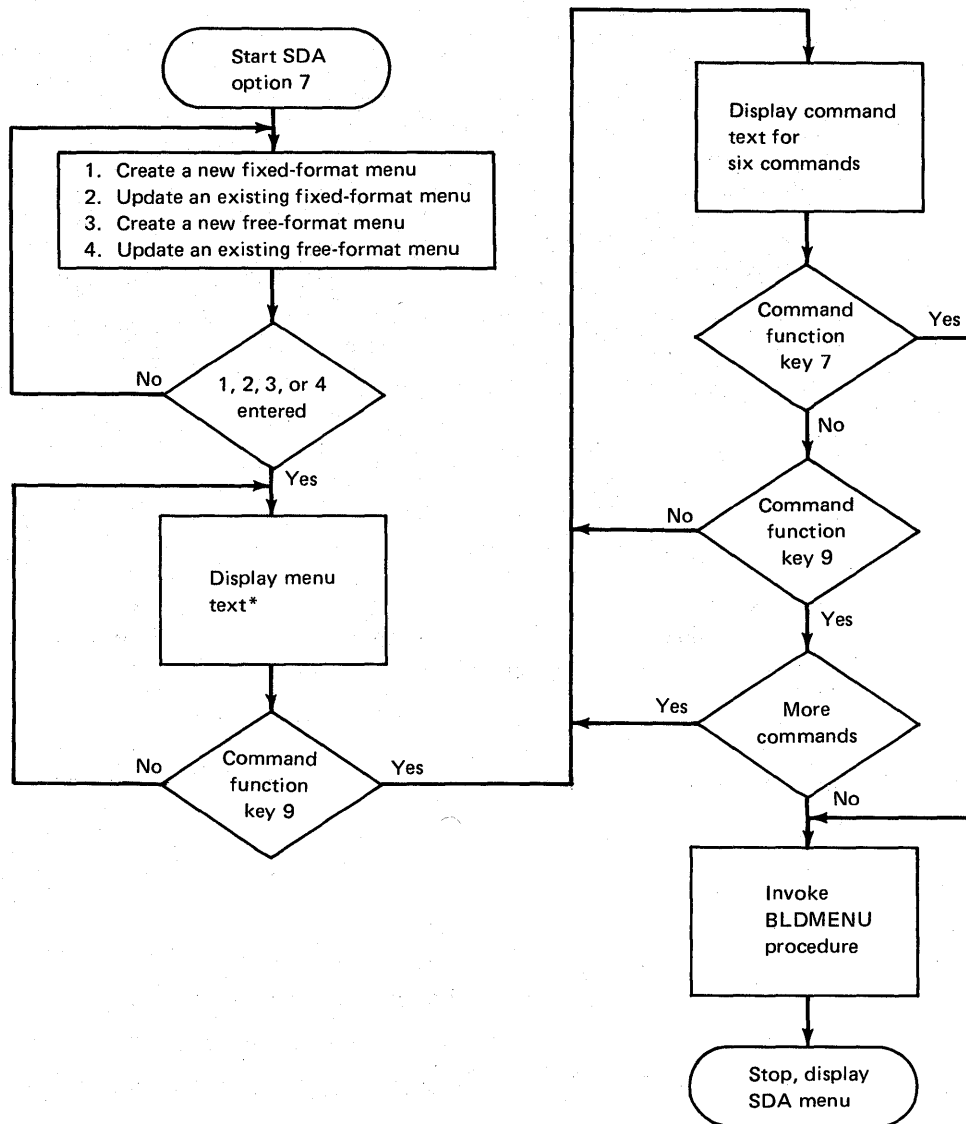 Start SDA
option 7
1. Create a new fixed-format menu
2. Update an existing fixed-format menu
3. Create a new free-format menu
4. Update an existing free-format menu
No
1, 2, 3, or 4
entered
Yes
Display menu
text*
No
Command
function
key 9
Yes
Display command
text for
six commands
Command
function
key 7
Yes
No
No
Command
function
key 9
Yes
Yes
More
commands
No
Invoke
BLDMENU
procedure
Stop, display
SDA menu